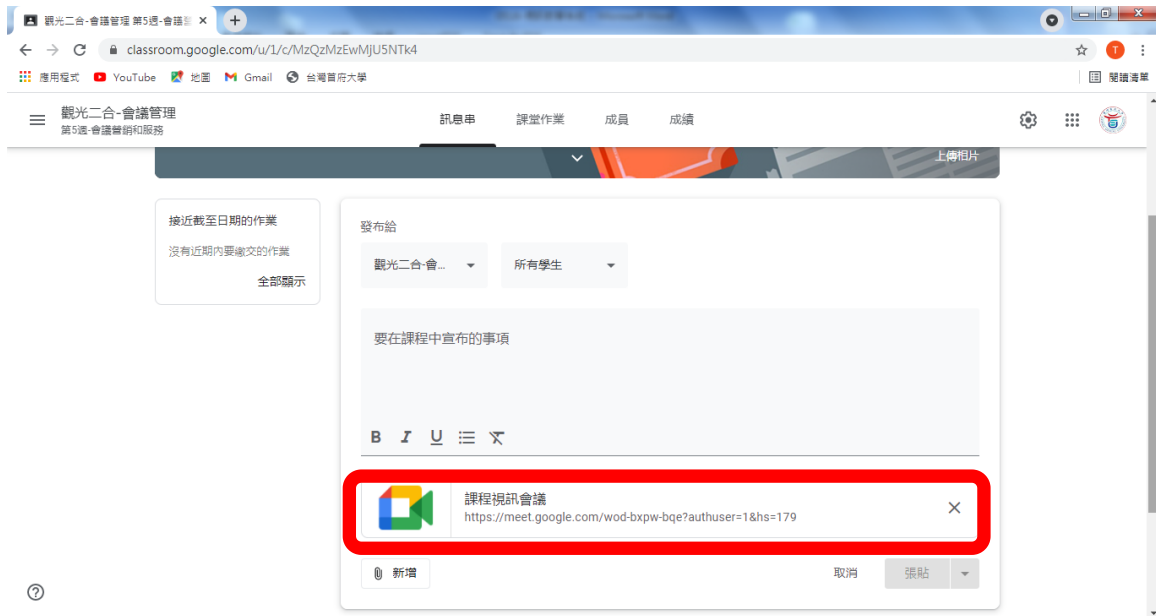 觀光二合-會議管理 第5週-會議
classroom.google.com/u/1/c/MzQzMzEwMjU5NTk4
T
應用程式 YouTube 地圖 Gmail 台灣首府大學 閱讀清單
觀光二合-會議管理
第5週-會議營銷和服務
訊息串 課堂作業 成員 成績
上傳相片
接近截至日期的作業
沒有近期內要繳交的作業
全部顯示
發布給
觀光二合-會... 所有學生
要在課程中宣布的事項
B I U
課程視訊會議
https://meet.google.com/wod-bxpw-bqe?authuser=1&hs=179
新增 取消 張貼